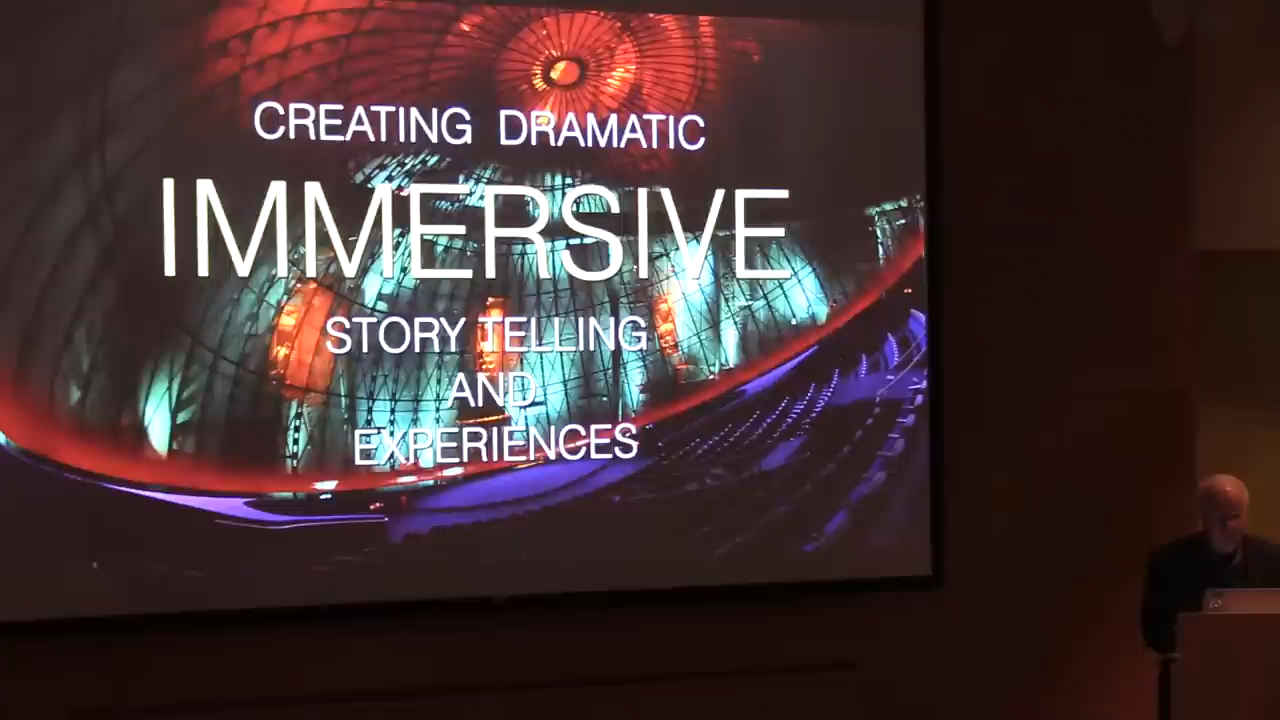 CREATING DRAMATIC
IMMERSIVE
STORY TELLING
AND
EXPERIENCES